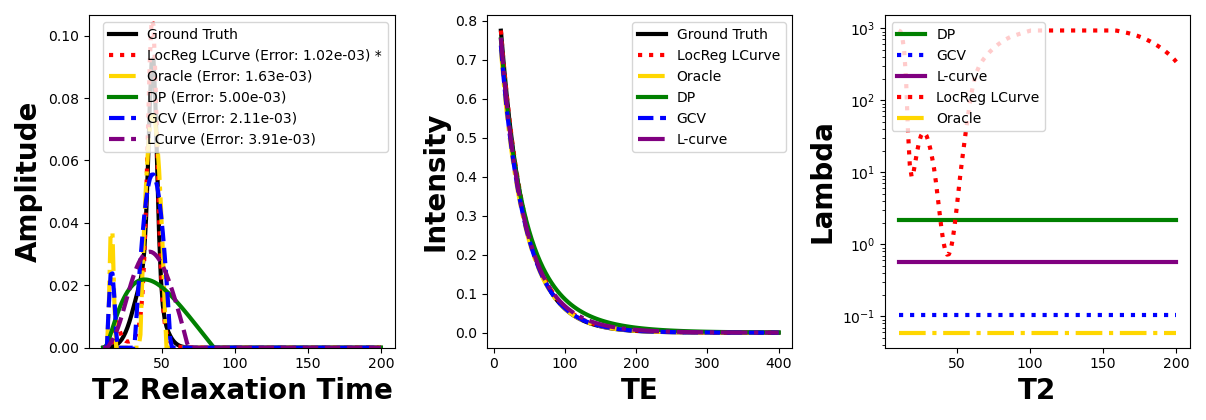 Amplitude
0.10
0.08
0.06
0.04
0.02
0.00
Ground Truth
LocReg LCurve (Error: 1.02e-03) *
Oracle (Error: 1.63e-03)
DP (Error: 5.00e-03)
GCV (Error: 2.11e-03)
LCurve (Error: 3.91e-03)
50 100 150 200
T2 Relaxation Time
Intensity
0.8
0.7
0.6
0.5
0.4
0.3
0.2
0.1
0.0
Ground Truth
LocReg LCurve
Oracle
DP
GCV
L-curve
0 100 200 300 400
TE
Lambda
10³
10²
10¹
10⁰
10⁻¹
DP
GCV
L-curve
LocReg LCurve
Oracle
50 100 150 200
T2